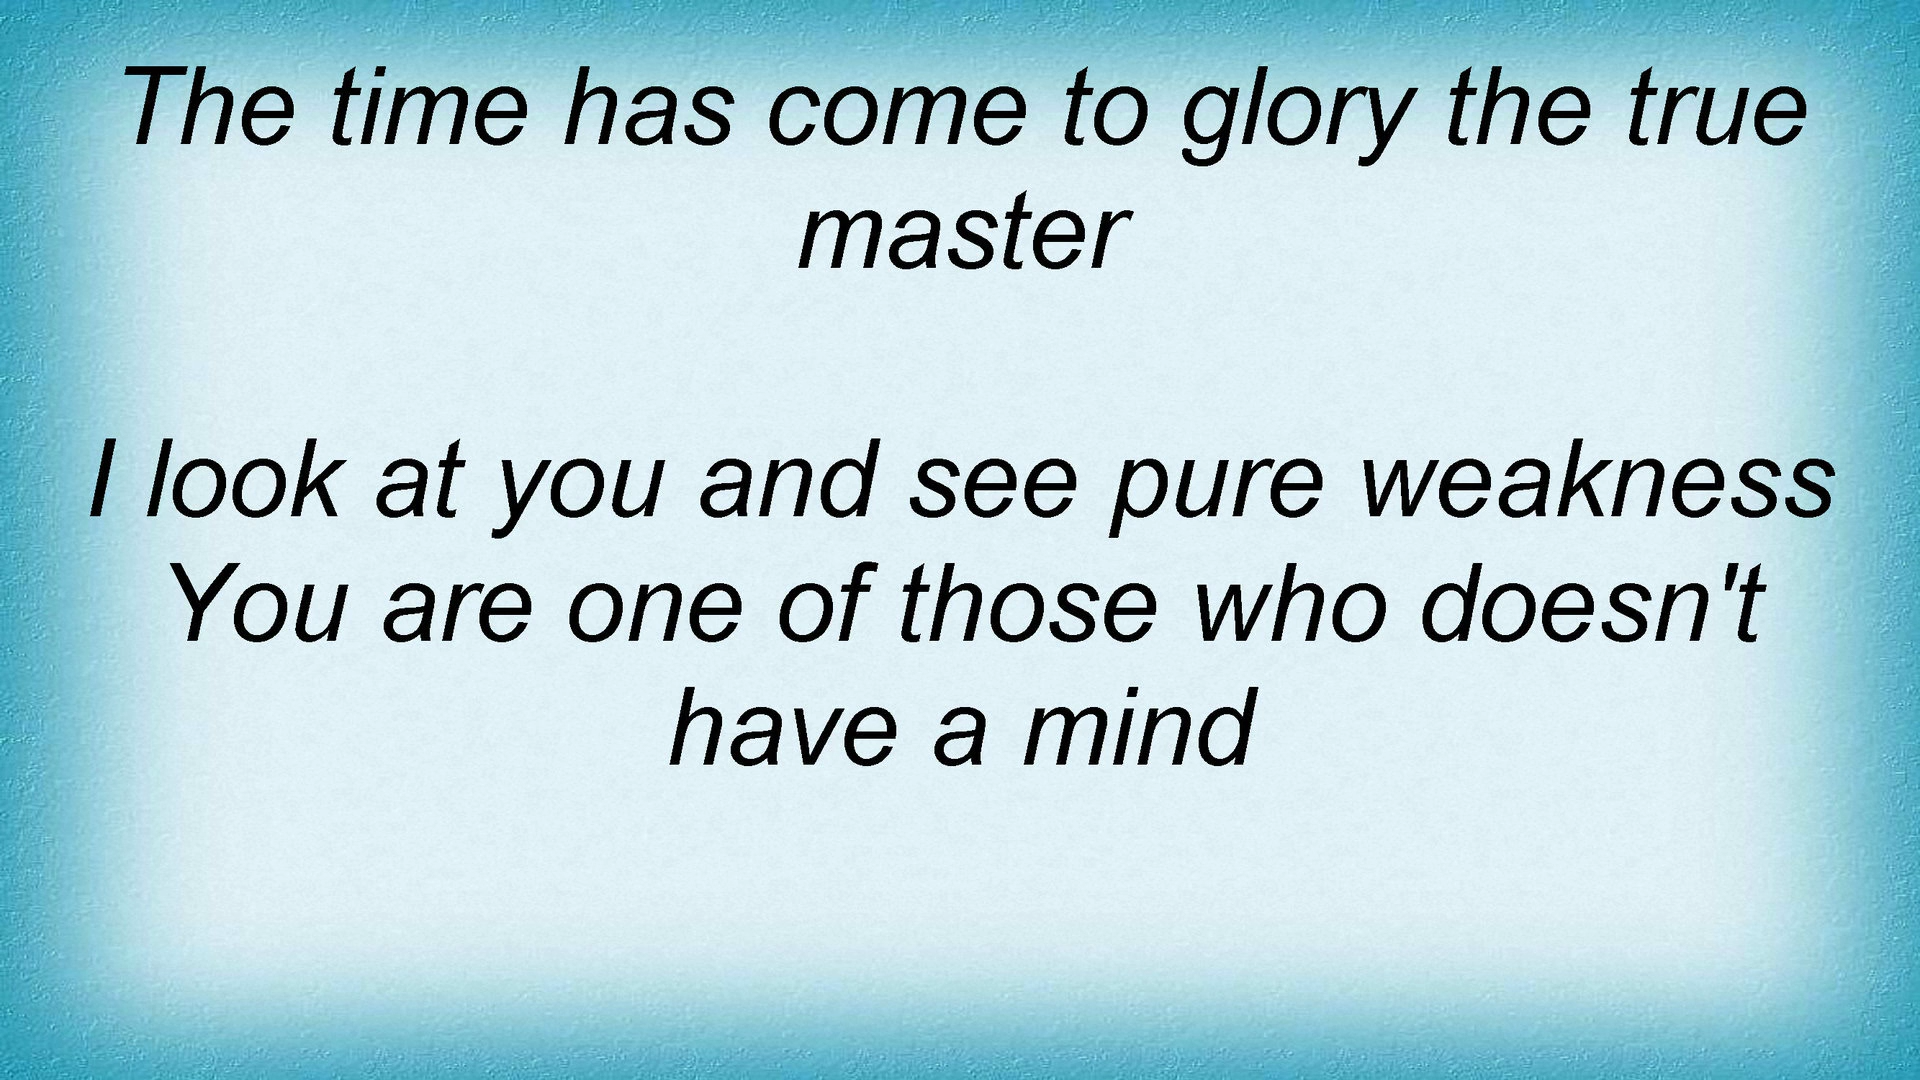 The time has come to glory the true
master
I look at you and see pure weakness
You are one of those who doesn't
have a mind